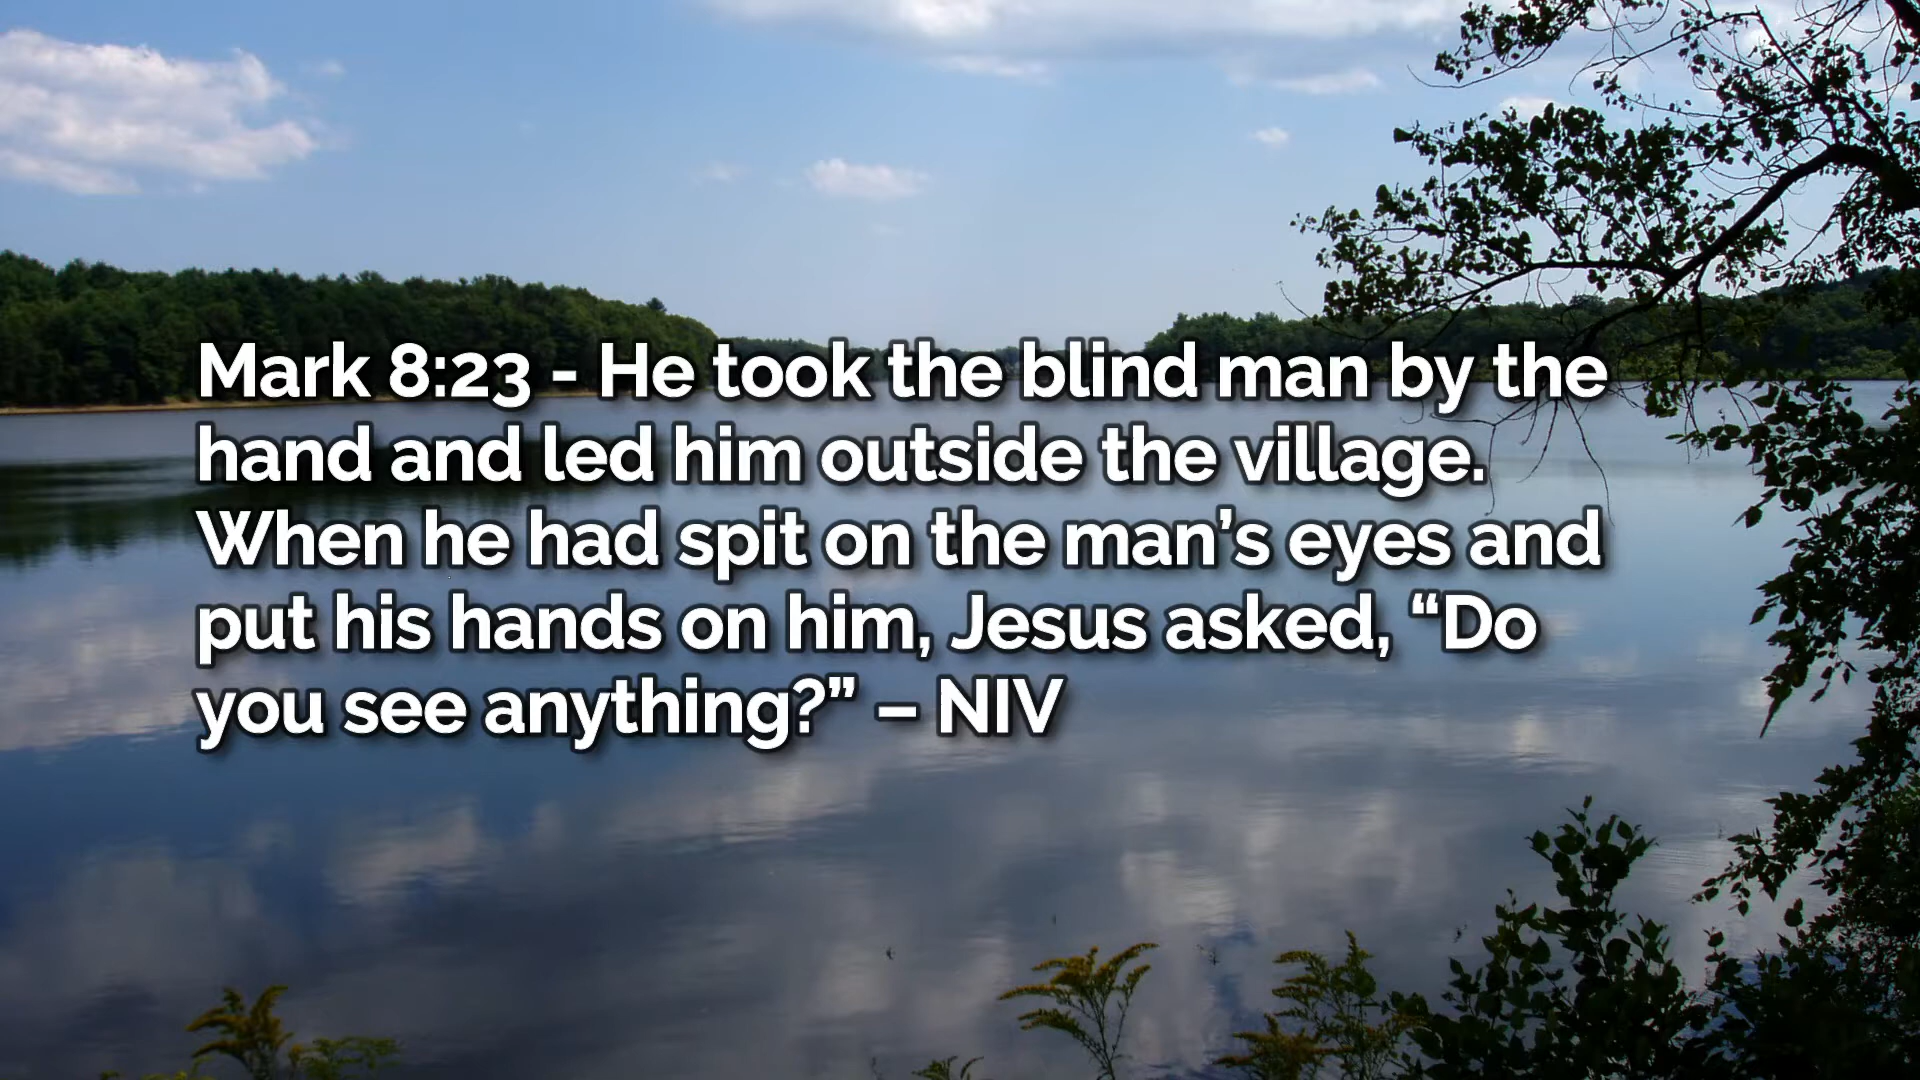 Mark 8:23 - He took the blind man by the
hand and led him outside the village.
When he had spit on the man’s eyes and
put his hands on him, Jesus asked, “Do
you see anything?” – NIV